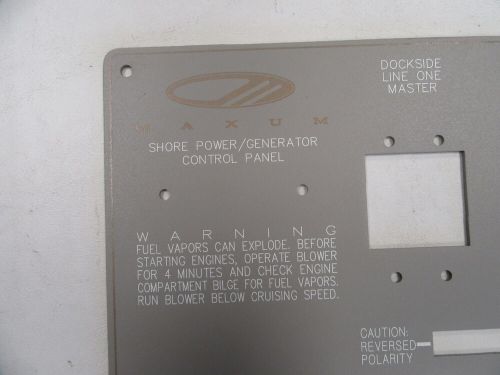 MAXUM
SHORE POWER/GENERATOR
CONTROL PANEL
DOCKSIDE
LINE ONE
MASTER
WARNING
FUEL VAPORS CAN EXPLODE. BEFORE
STARTING ENGINES, OPERATE BLOWER
FOR 4 MINUTES AND CHECK ENGINE
COMPARTMENT BILGE FOR FUEL VAPORS.
RUN BLOWER BELOW CRUISING SPEED.
CAUTION:
REVERSED
POLARITY